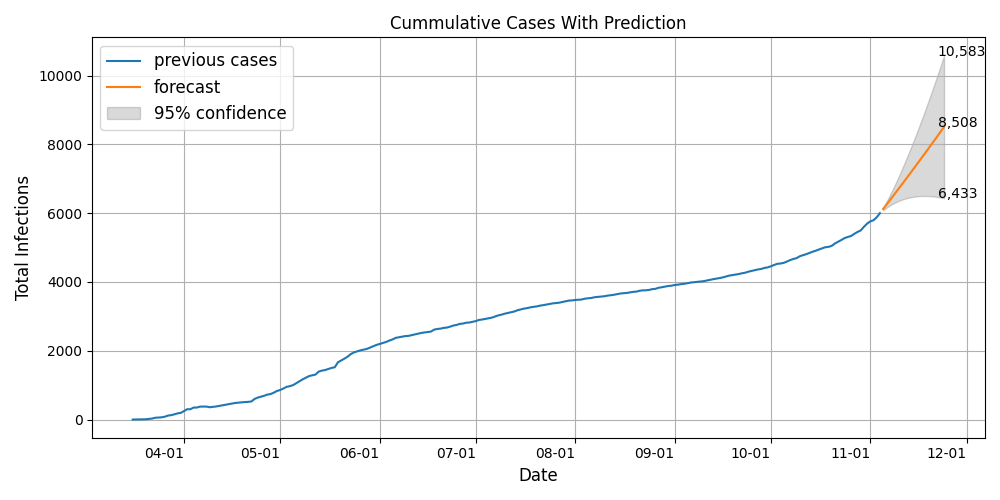 Cummulative Cases With Prediction
previous cases
forecast
95% confidence
10,583
8,508
6,433
10000
8000
6000
4000
2000
0
Total Infections
04-01 05-01 06-01 07-01 08-01 09-01 10-01 11-01 12-01
Date